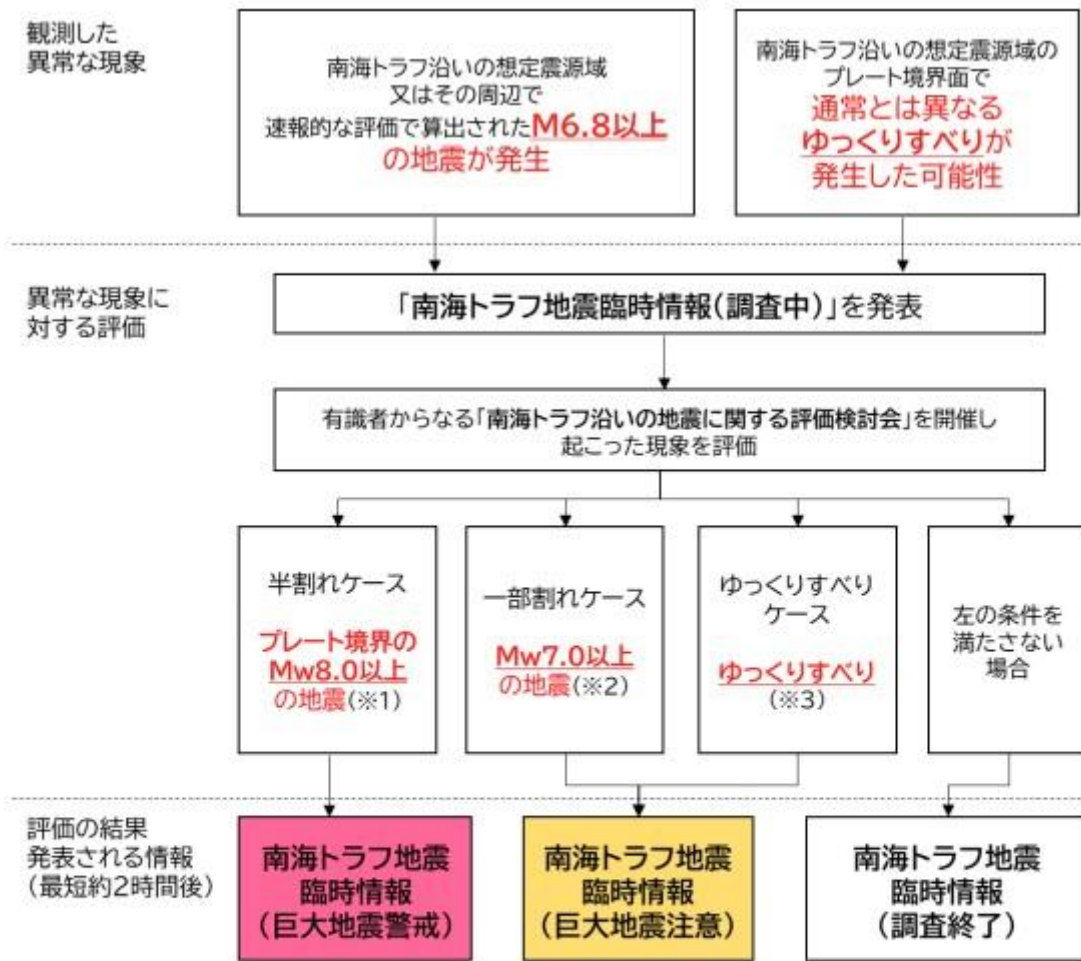 観測した
異常な現象
南海トラフ沿いの想定震源域
又はその周辺で
速報的な評価で算出されたM6.8以上
の地震が発生
南海トラフ沿いの想定震源域の
プレート境界面で
通常とは異なる
ゆっくりすべりが
発生した可能性
異常な現象に
対する評価
「南海トラフ地震臨時情報(調査中)」を発表
有識者からなる「南海トラフ沿いの地震に関する評価検討会」を開催し
起こった現象を評価
半割れケース
プレート境界の
Mw8.0以上
の地震(※1)
一部割れケース
Mw7.0以上
の地震(※2)
ゆっくりすべり
ケース
ゆっくりすべり
(※3)
左の条件を
満たさない
場合
評価の結果
発表される情報
(最短約2時間後)
南海トラフ地震
臨時情報
(巨大地震警戒)
南海トラフ地震
臨時情報
(巨大地震注意)
南海トラフ地震
臨時情報
(調査終了)